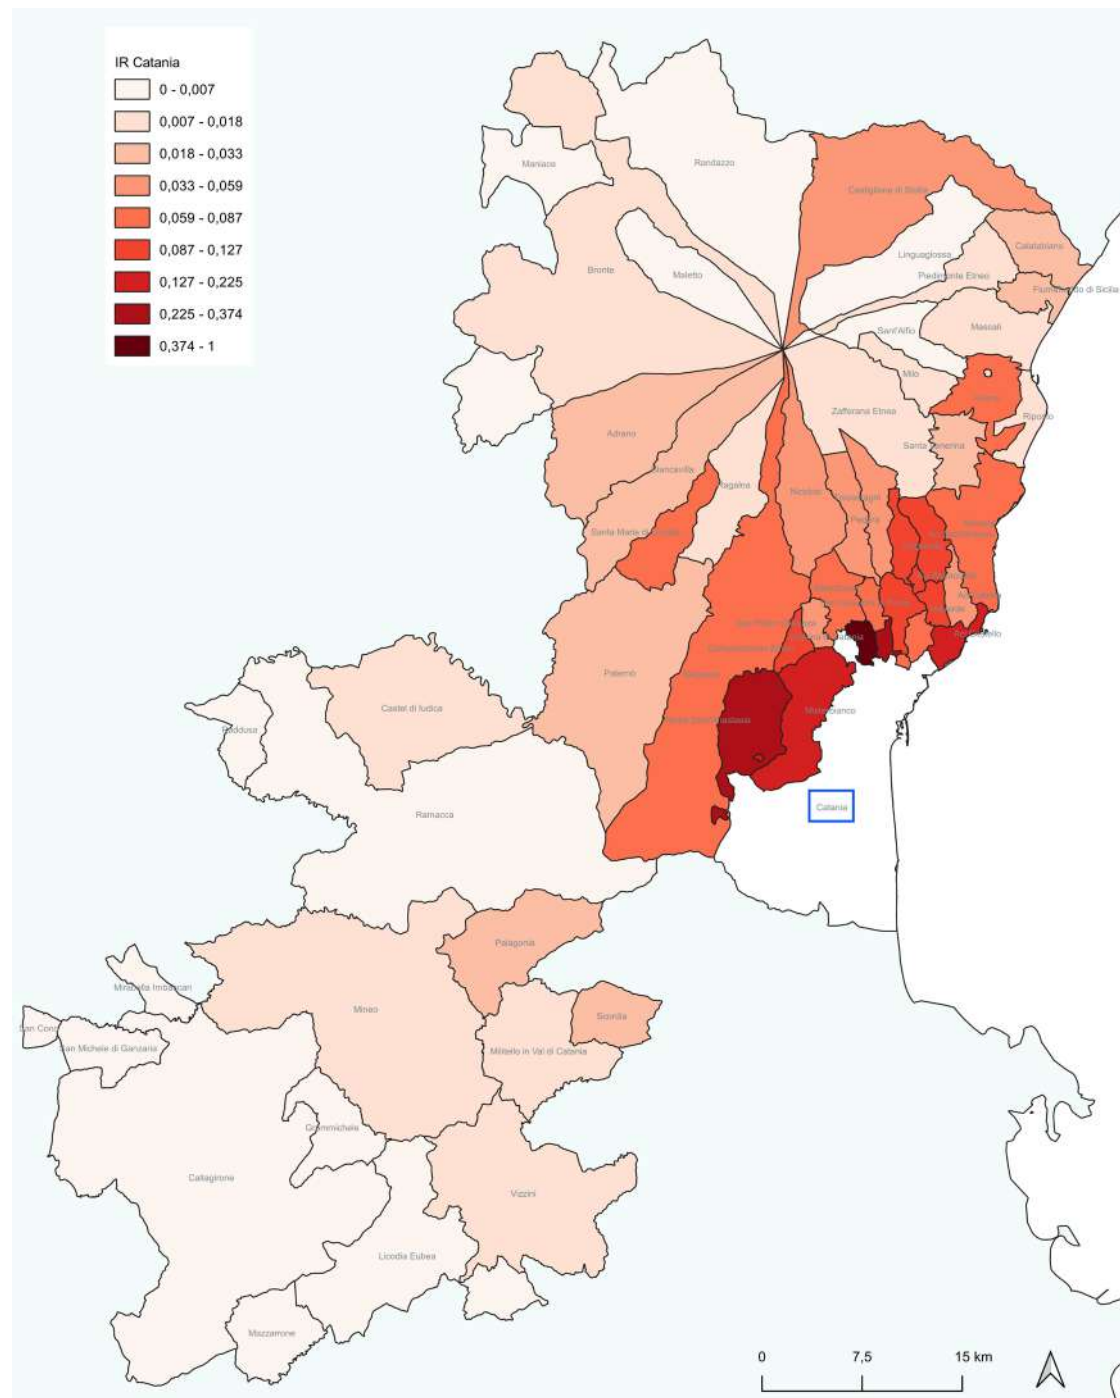 IR Catania
0 - 0,007
0,007 - 0,018
0,018 - 0,033
0,033 - 0,059
0,059 - 0,087
0,087 - 0,127
0,127 - 0,225
0,225 - 0,374
0,374 - 1
Maniace
Randazzo
Castiglione di Sicilia
Calatabiano
Linguaglossa
Bronte
Maletto
Piedimonte Etneo
Fiumefreddo di Sicilia
Sant'Alfio
Mascali
Milo
Zafferana Etnea
Riposto
Adrano
Santa Venerina
Biancavilla
Ragalna
Nicolosi
Pedara
Santa Maria di Licodia
Paternò
Belpasso
Misterbianco
Castel di Iudica
Raddusa
Ramacca
Catania
Palagonia
Mirabella Imbaccari
Mineo
Scordia
San Cono
San Michele di Ganzaria
Militello in Val di Catania
Grammichele
Caltagirone
Vizzini
Licodia Eubea
Mazzarrone
0 7,5 15 km